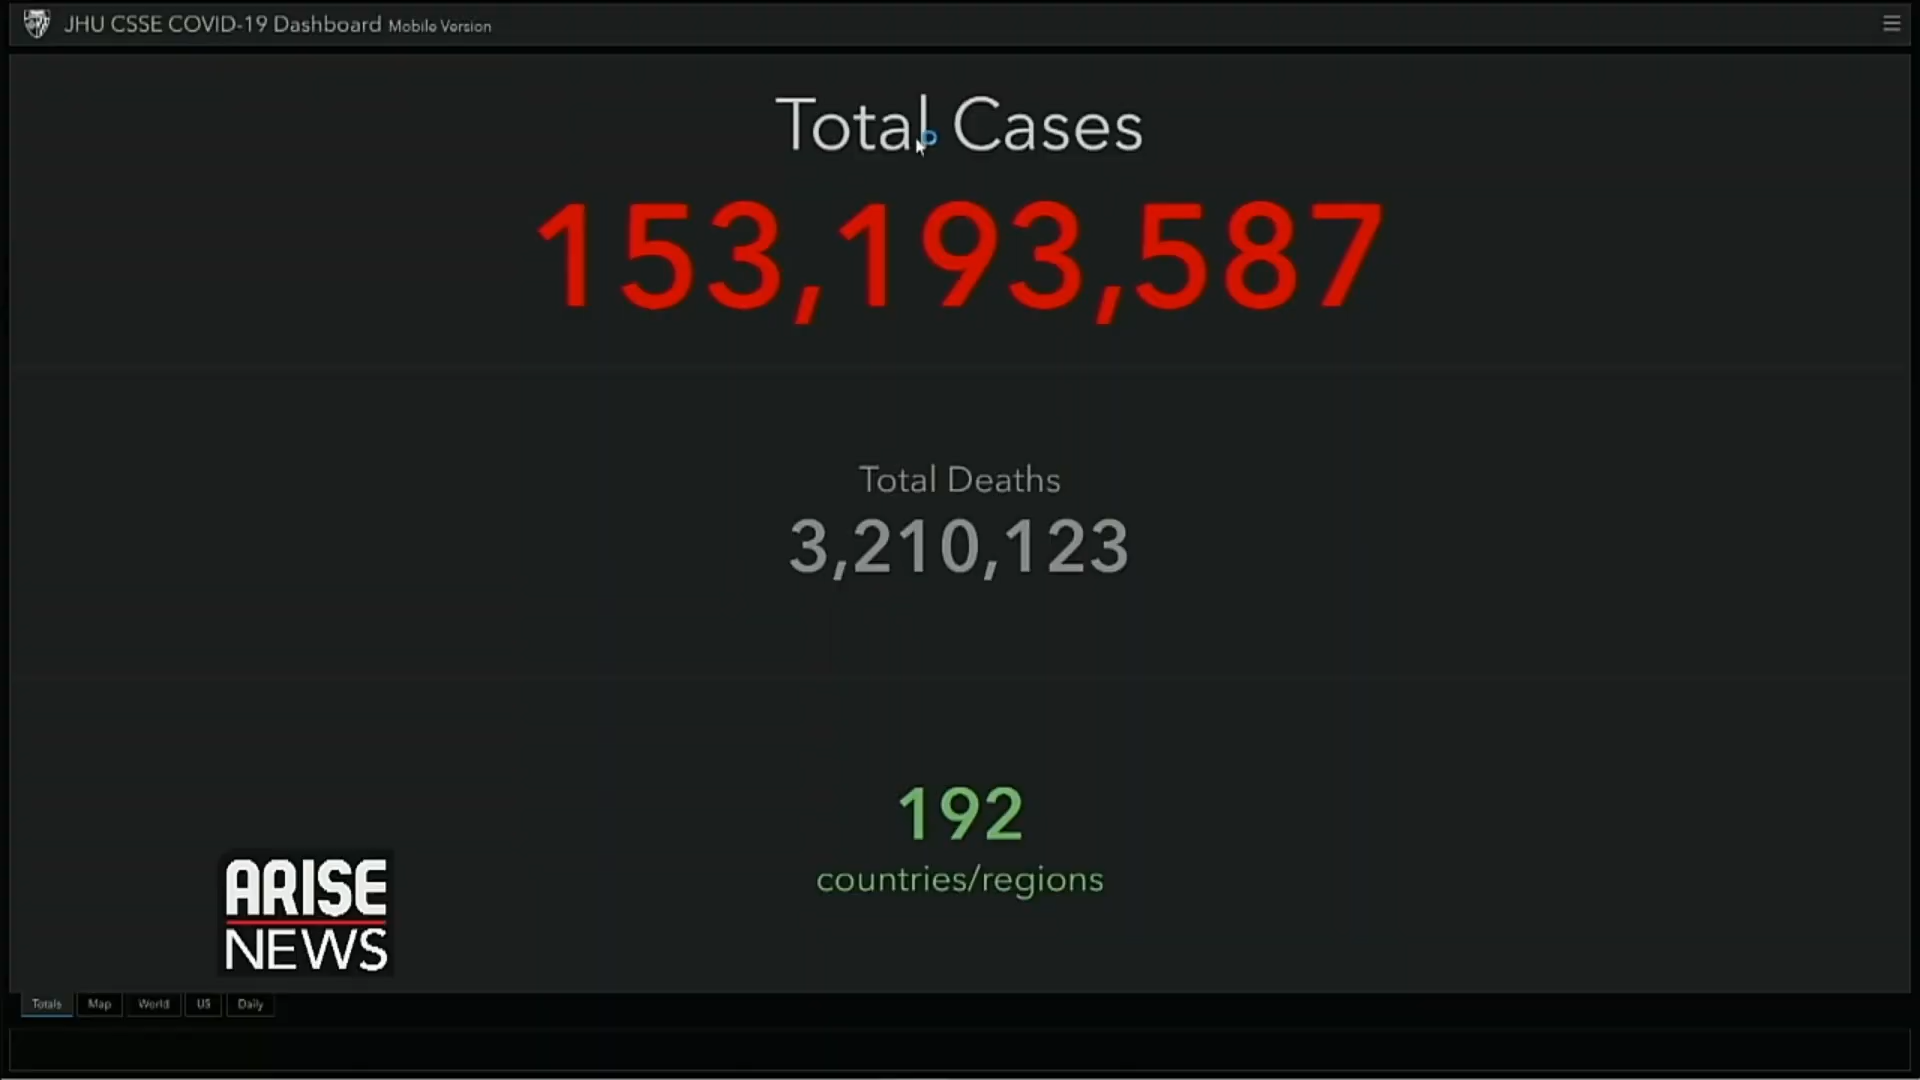 JHU CSSE COVID-19 Dashboard Mobile Version
Total Cases
153,193,587
Total Deaths
3,210,123
192
countries/regions
ARISE
NEWS
Totals Map World US Daily